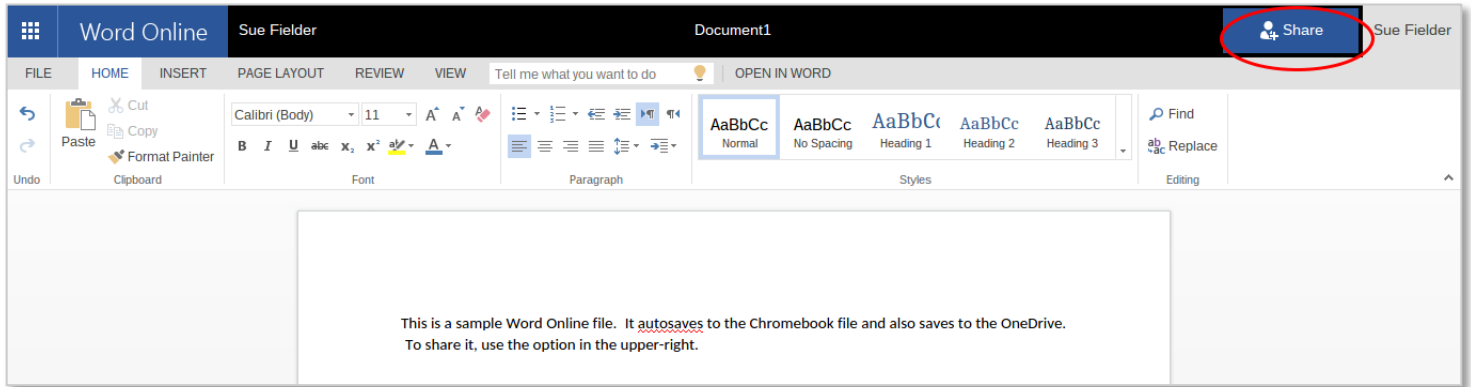 Word Online Sue Fielder Document1 Share Sue Fielder
FILE HOME INSERT PAGE LAYOUT REVIEW VIEW Tell me what you want to do OPEN IN WORD
Paste
Cut
Copy
Format Painter
Calibri (Body) 11 A A
B I U abc x₂ x² aby A
AaBbCc AaBbCc AaBbCc AaBbCc AaBbCc
Normal No Spacing Heading 1 Heading 2 Heading 3
Find
Replace
Undo Clipboard Font Paragraph Styles Editing
This is a sample Word Online file.  It autosaves to the Chromebook file and also saves to the OneDrive.
To share it, use the option in the upper-right.